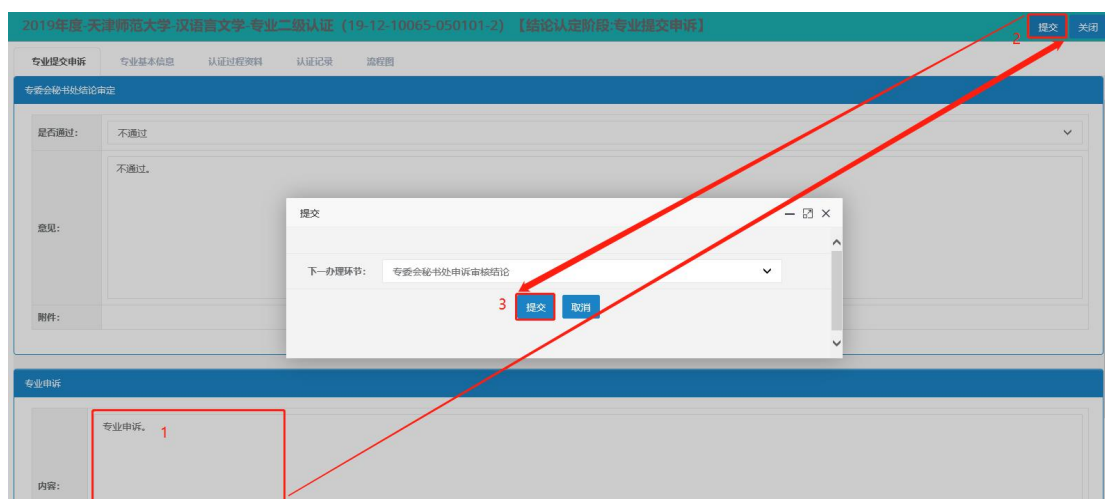 2019年度-天津师范大学-汉语言文学-专业二级认证（19-12-10065-050101-2）【结论认定阶段:专业提交申诉】
2
提交 关闭
专业提交申诉 专业基本信息 认证过程资料 认证记录 流程图
专委会秘书处结论审定
是否通过: 不通过
不通过。
意见:
提交
下一办理环节: 专委会秘书处申诉审核结论
3 提交 取消
附件:
专业申诉
专业申诉。 1
内容: